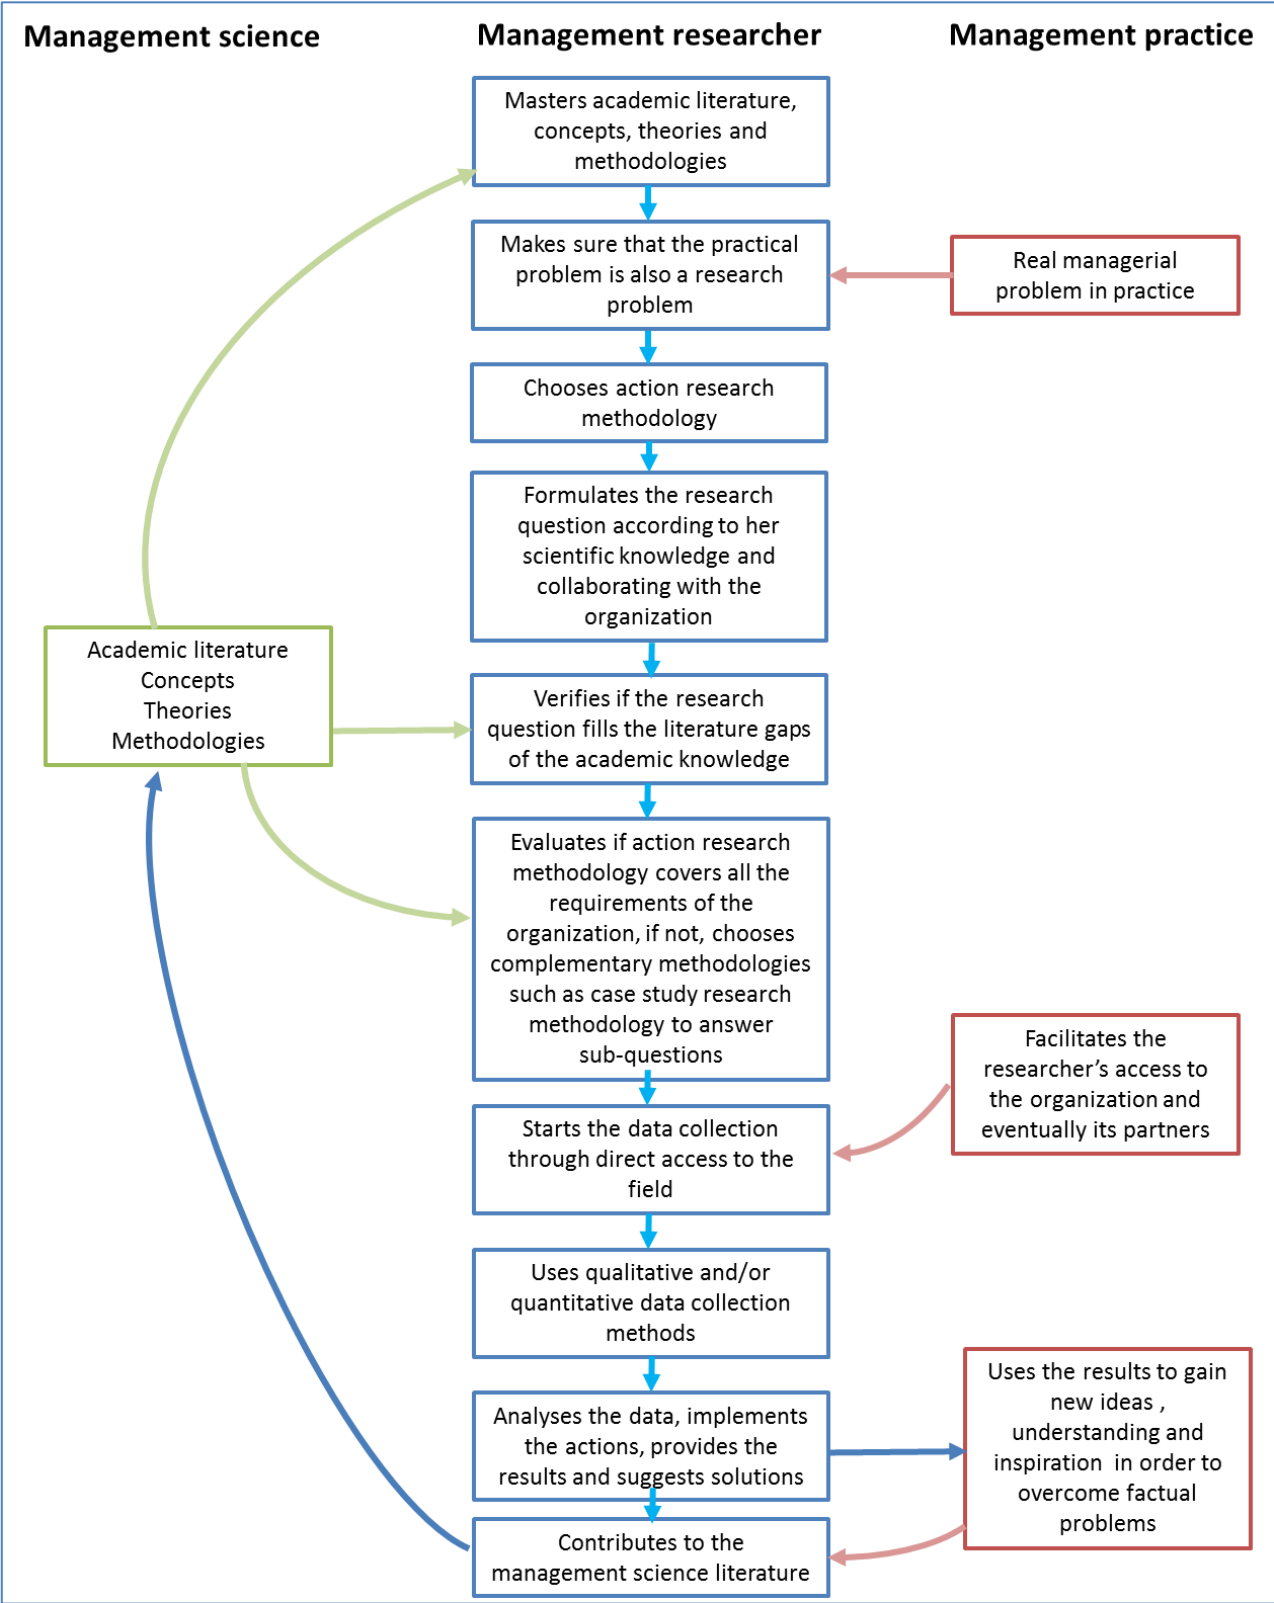 Management science
Management researcher
Management practice
Masters academic literature,
concepts, theories and
methodologies
Makes sure that the practical
problem is also a research
problem
Real managerial
problem in practice
Chooses action research
methodology
Formulates the research
question according to her
scientific knowledge and
collaborating with the
organization
Academic literature
Concepts
Theories
Methodologies
Verifies if the research
question fills the literature gaps
of the academic knowledge
Evaluates if action research
methodology covers all the
requirements of the
organization, if not, chooses
complementary methodologies
such as case study research
methodology to answer
sub-questions
Facilitates the
researcher’s access to
the organization and
eventually its partners
Starts the data collection
through direct access to the
field
Uses qualitative and/or
quantitative data collection
methods
Analyses the data, implements
the actions, provides the
results and suggests solutions
Uses the results to gain
new ideas ,
understanding and
inspiration in order to
overcome factual
problems
Contributes to the
management science literature